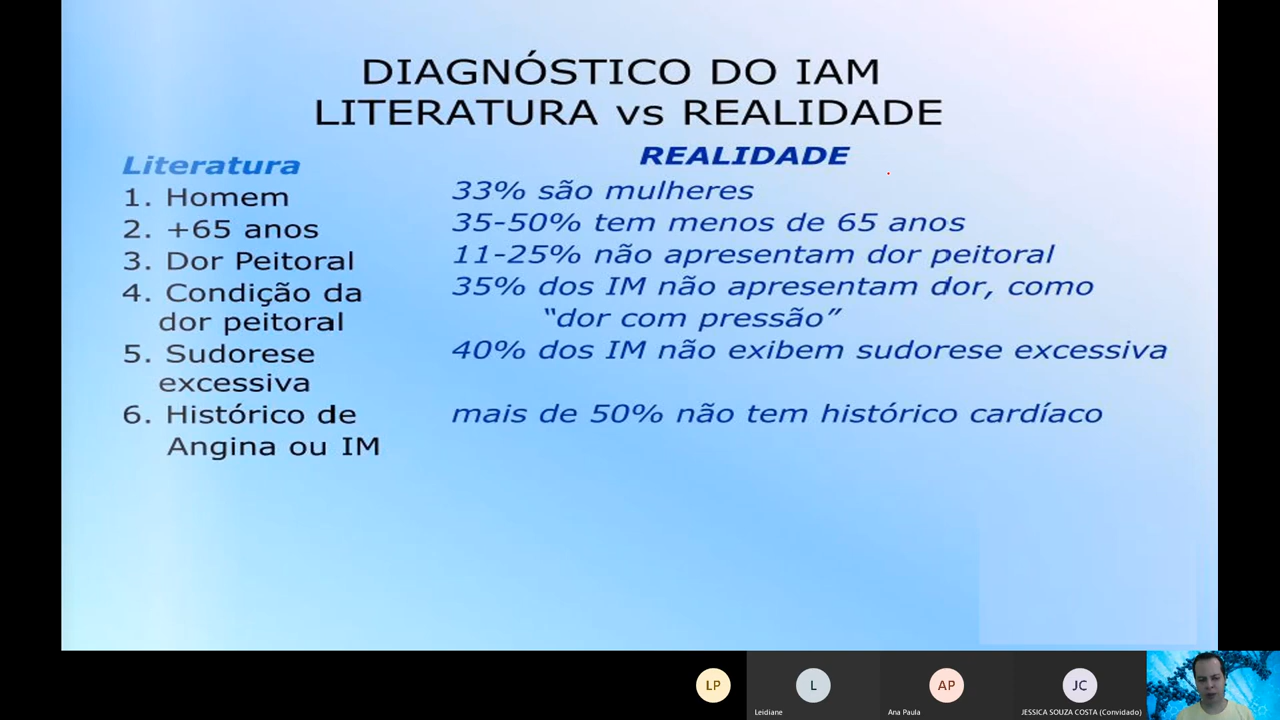 DIAGNÓSTICO DO IAM
LITERATURA vs REALIDADE
Literatura
1. Homem
2. +65 anos
3. Dor Peitoral
4. Condição da
dor peitoral
5. Sudorese
excessiva
6. Histórico de
Angina ou IM
REALIDADE
33% são mulheres
35-50% tem menos de 65 anos
11-25% não apresentam dor peitoral
35% dos IM não apresentam dor, como
“dor com pressão”
40% dos IM não exibem sudorese excessiva
mais de 50% não tem histórico cardíaco
LP
L
Leidiane
AP
Ana Paula
JC
JESSICA SOUZA COSTA (Convidado)